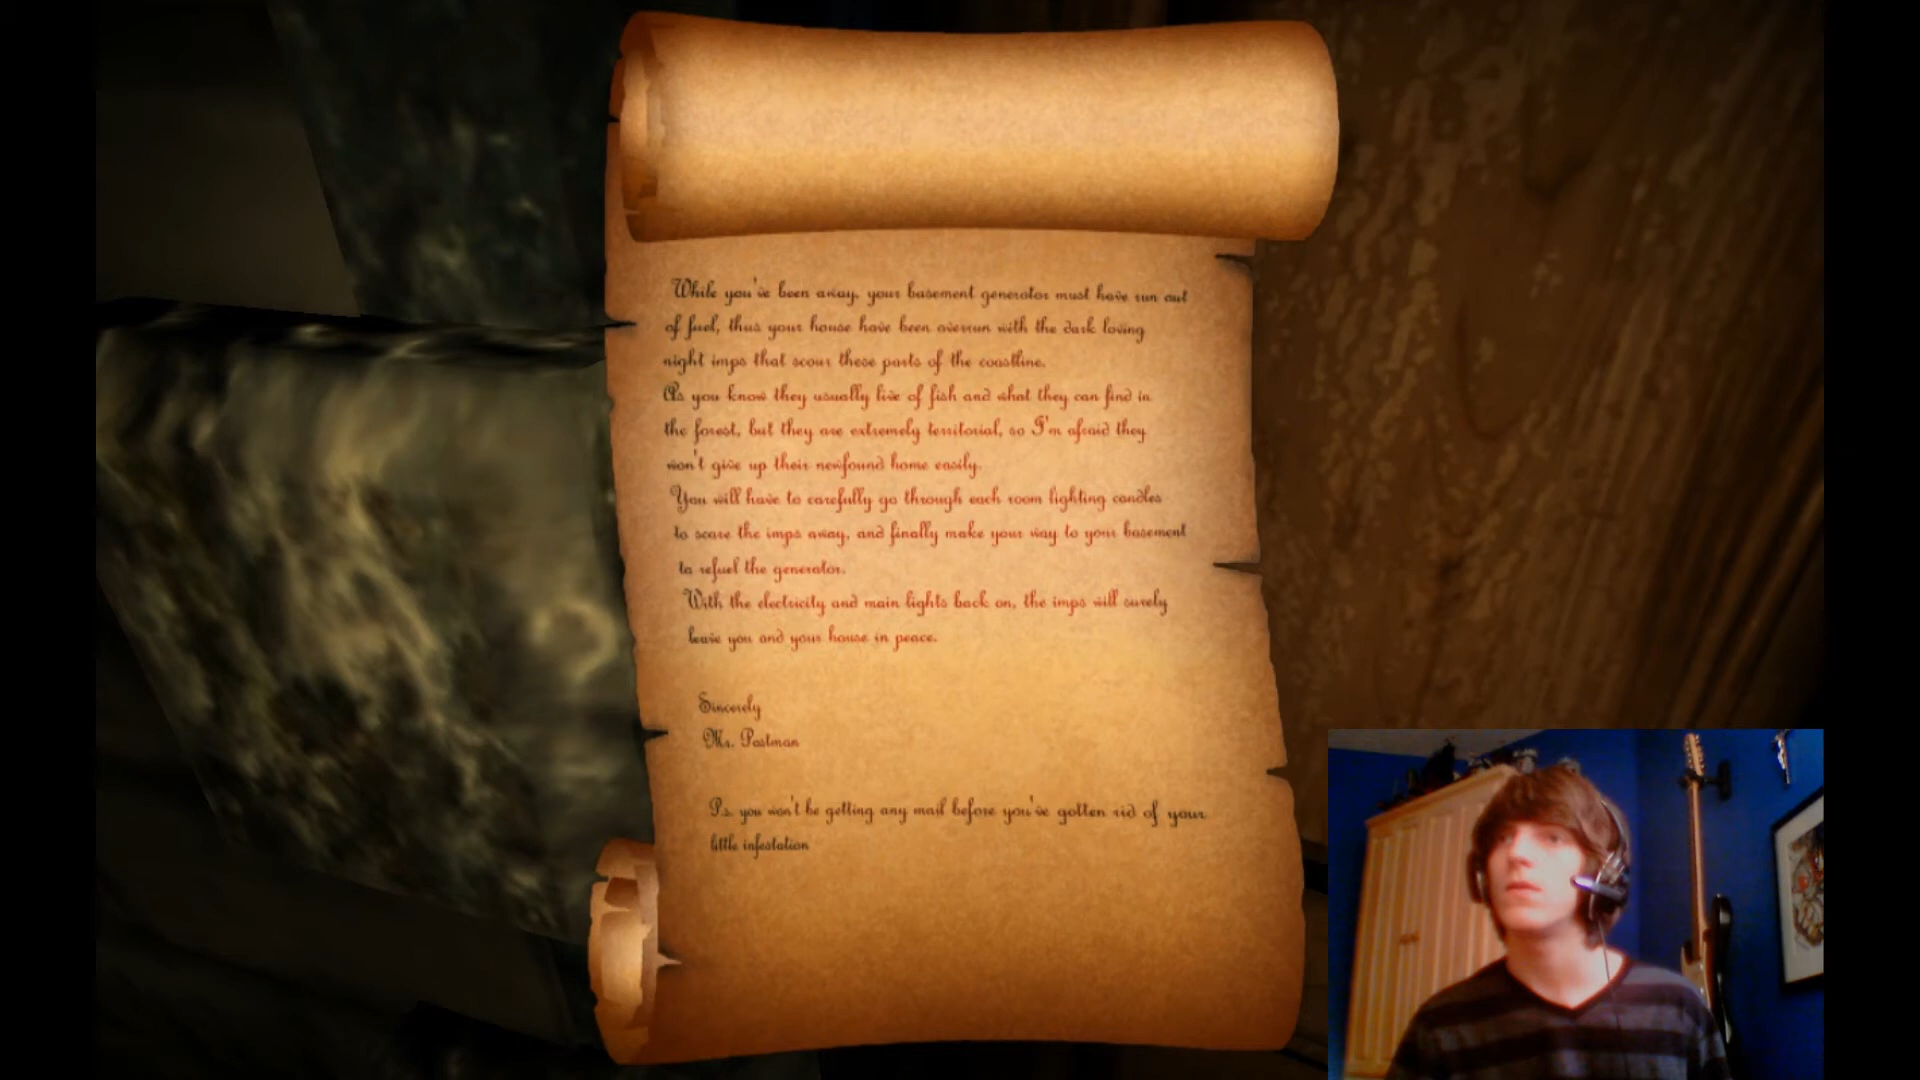 While you've been away, your basement generator must have run out
of fuel, thus your house have been overrun with the dark loving
night imps that scour these parts of the coastline.
As you know they usually live of fish and what they can find in
the forest, but they are extremely territorial, so I'm afraid they
won't give up their newfound home easily.
You will have to carefully go through each room lighting candles
to scare the imps away, and finally make your way to your basement
to refuel the generator.
With the electricity and main lights back on, the imps will surely
leave you and your house in peace.
Sincerely
Mr. Postman
Ps. you won't be getting any mail before you've gotten rid of your
little infestation